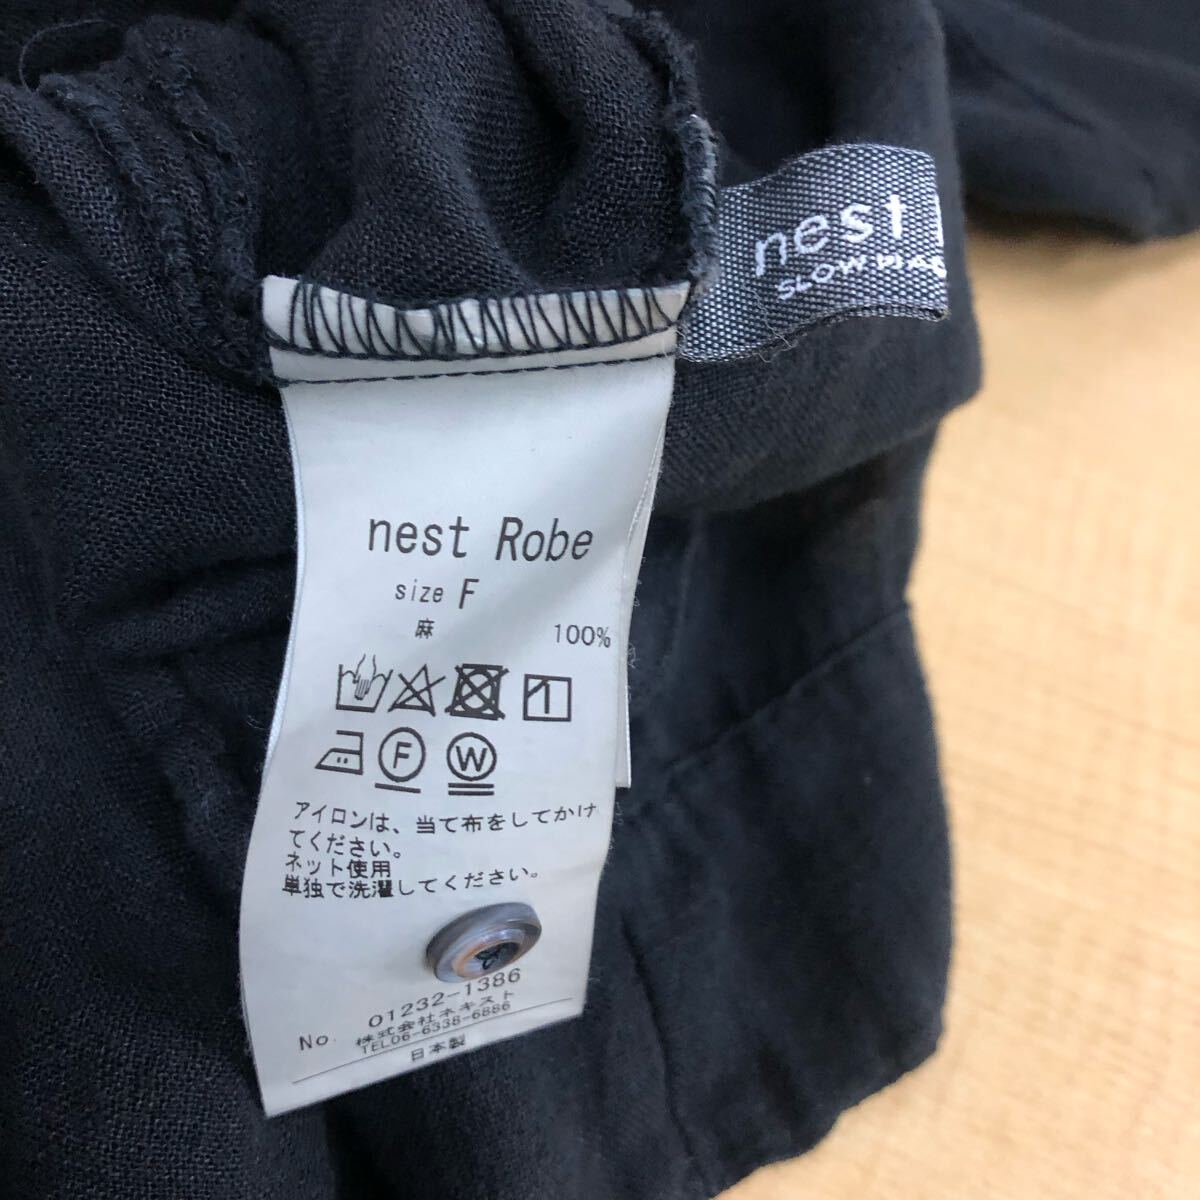 nest
SLOW MADE
nest Robe
size F
麻 100%
F W
アイロンは、当て布をしてかけ
てください。
ネット使用
単独で洗濯してください。
No. 01232-1386
株式会社ネキスト
TEL06-6338-6886
日本製